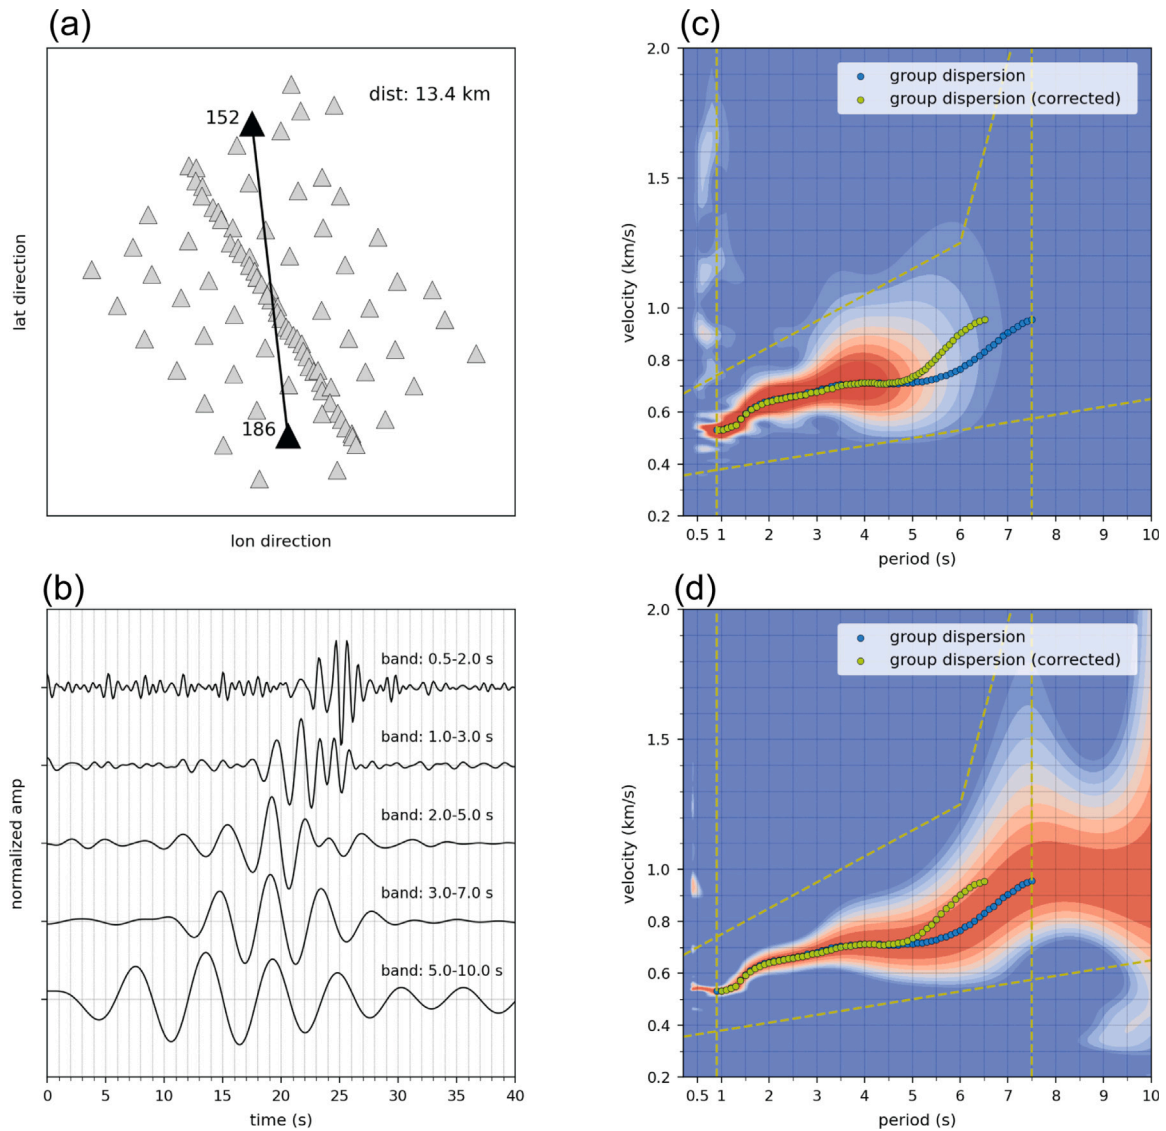 (a)
dist: 13.4 km
152
186
lat direction
lon direction
(c)
2.0
1.5
1.0
0.8
0.6
0.4
0.2
velocity (km/s)
group dispersion
group dispersion (corrected)
0.5 1 2 3 4 5 6 7 8 9 10
period (s)
(b)
band: 0.5-2.0 s
band: 1.0-3.0 s
band: 2.0-5.0 s
band: 3.0-7.0 s
band: 5.0-10.0 s
normalized amp
0 5 10 15 20 25 30 35 40
time (s)
(d)
2.0
1.5
1.0
0.8
0.6
0.4
0.2
velocity (km/s)
group dispersion
group dispersion (corrected)
0.5 1 2 3 4 5 6 7 8 9 10
period (s)